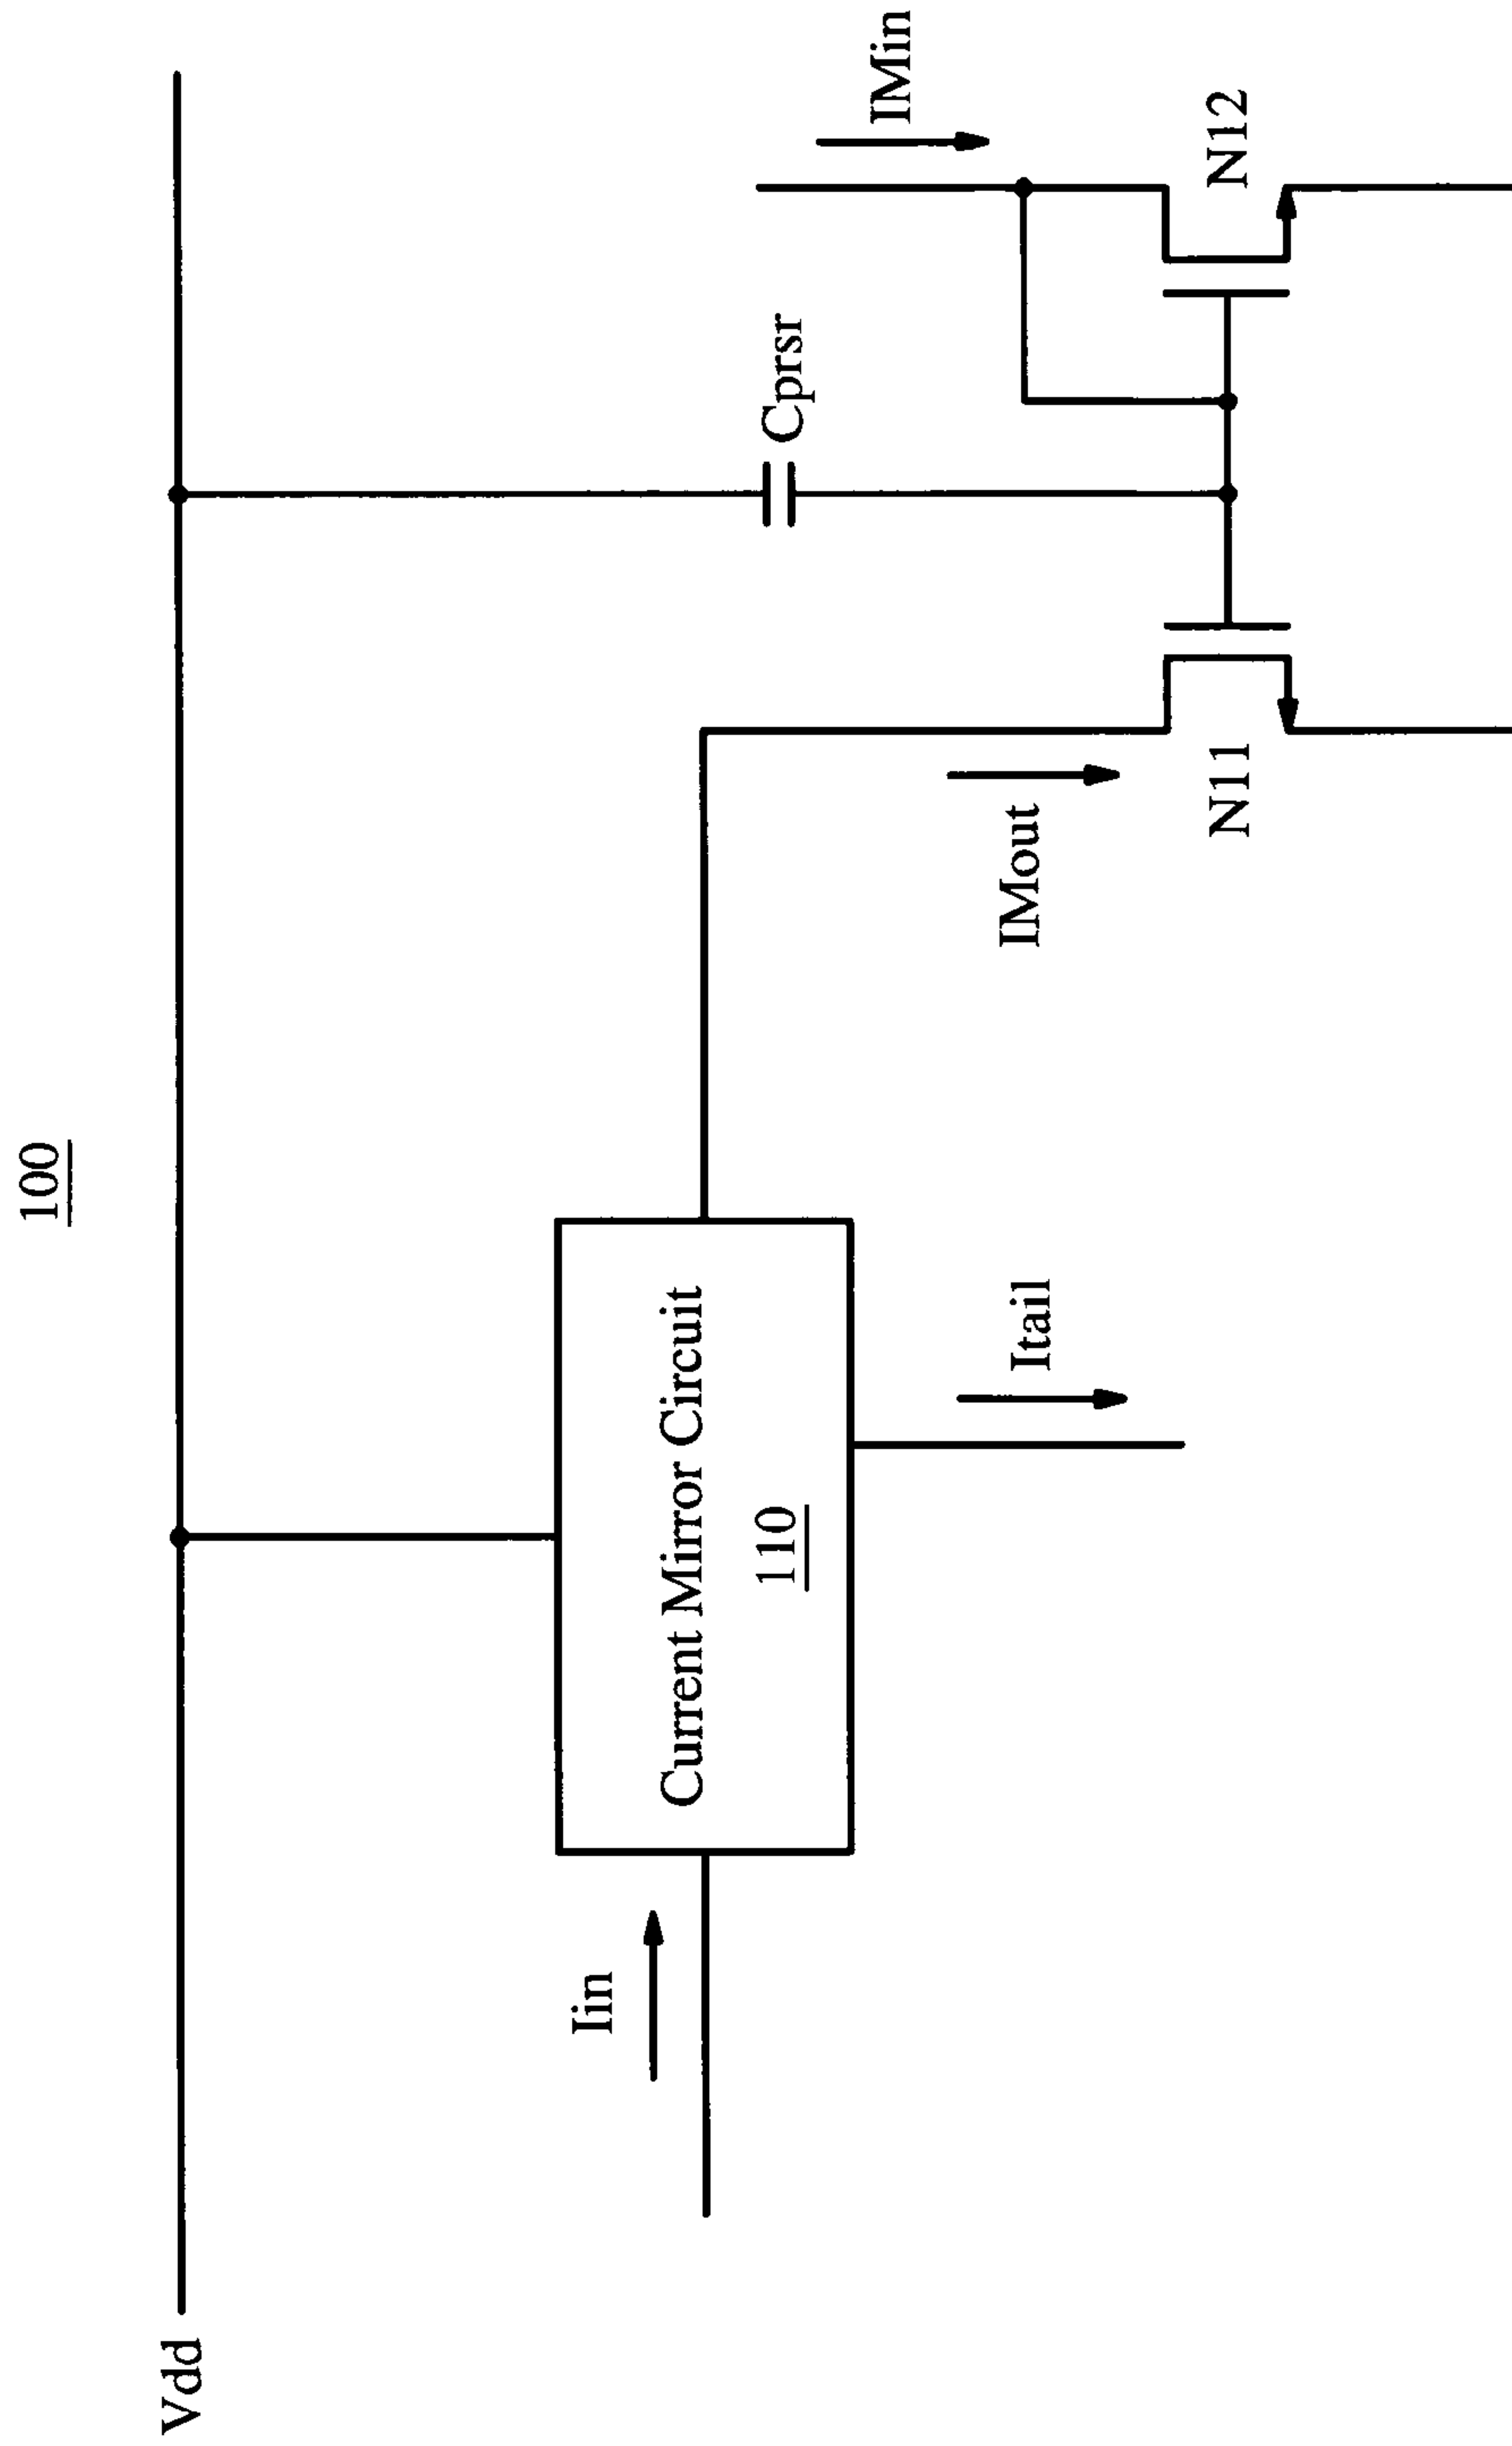 100
Vdd
Iin
Current Mirror Circuit
110
Itail
IMout
N11
Cprsr
IMin
N12